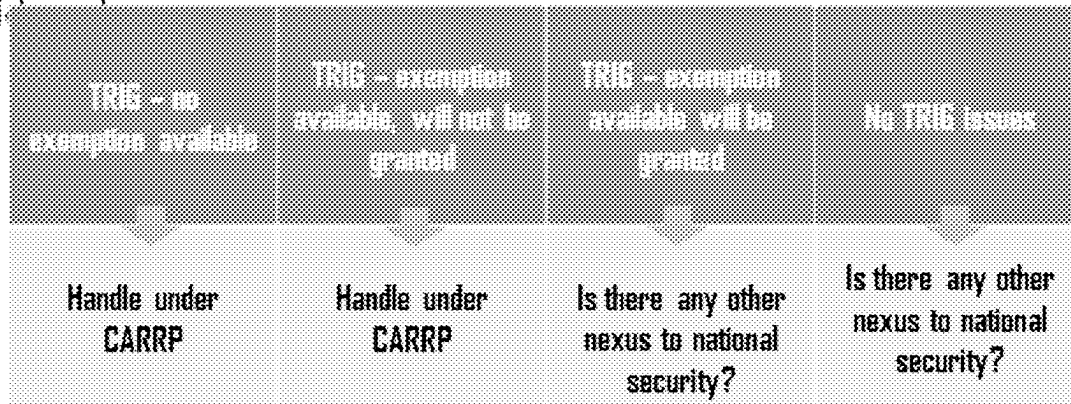 TRIG – no
exemption available
TRIG – exemption
available, will not be
granted
TRIG – exemption
available will be
granted
No TRIG issues
Handle under
CARRP
Handle under
CARRP
Is there any other
nexus to national
security?
Is there any other
nexus to national
security?